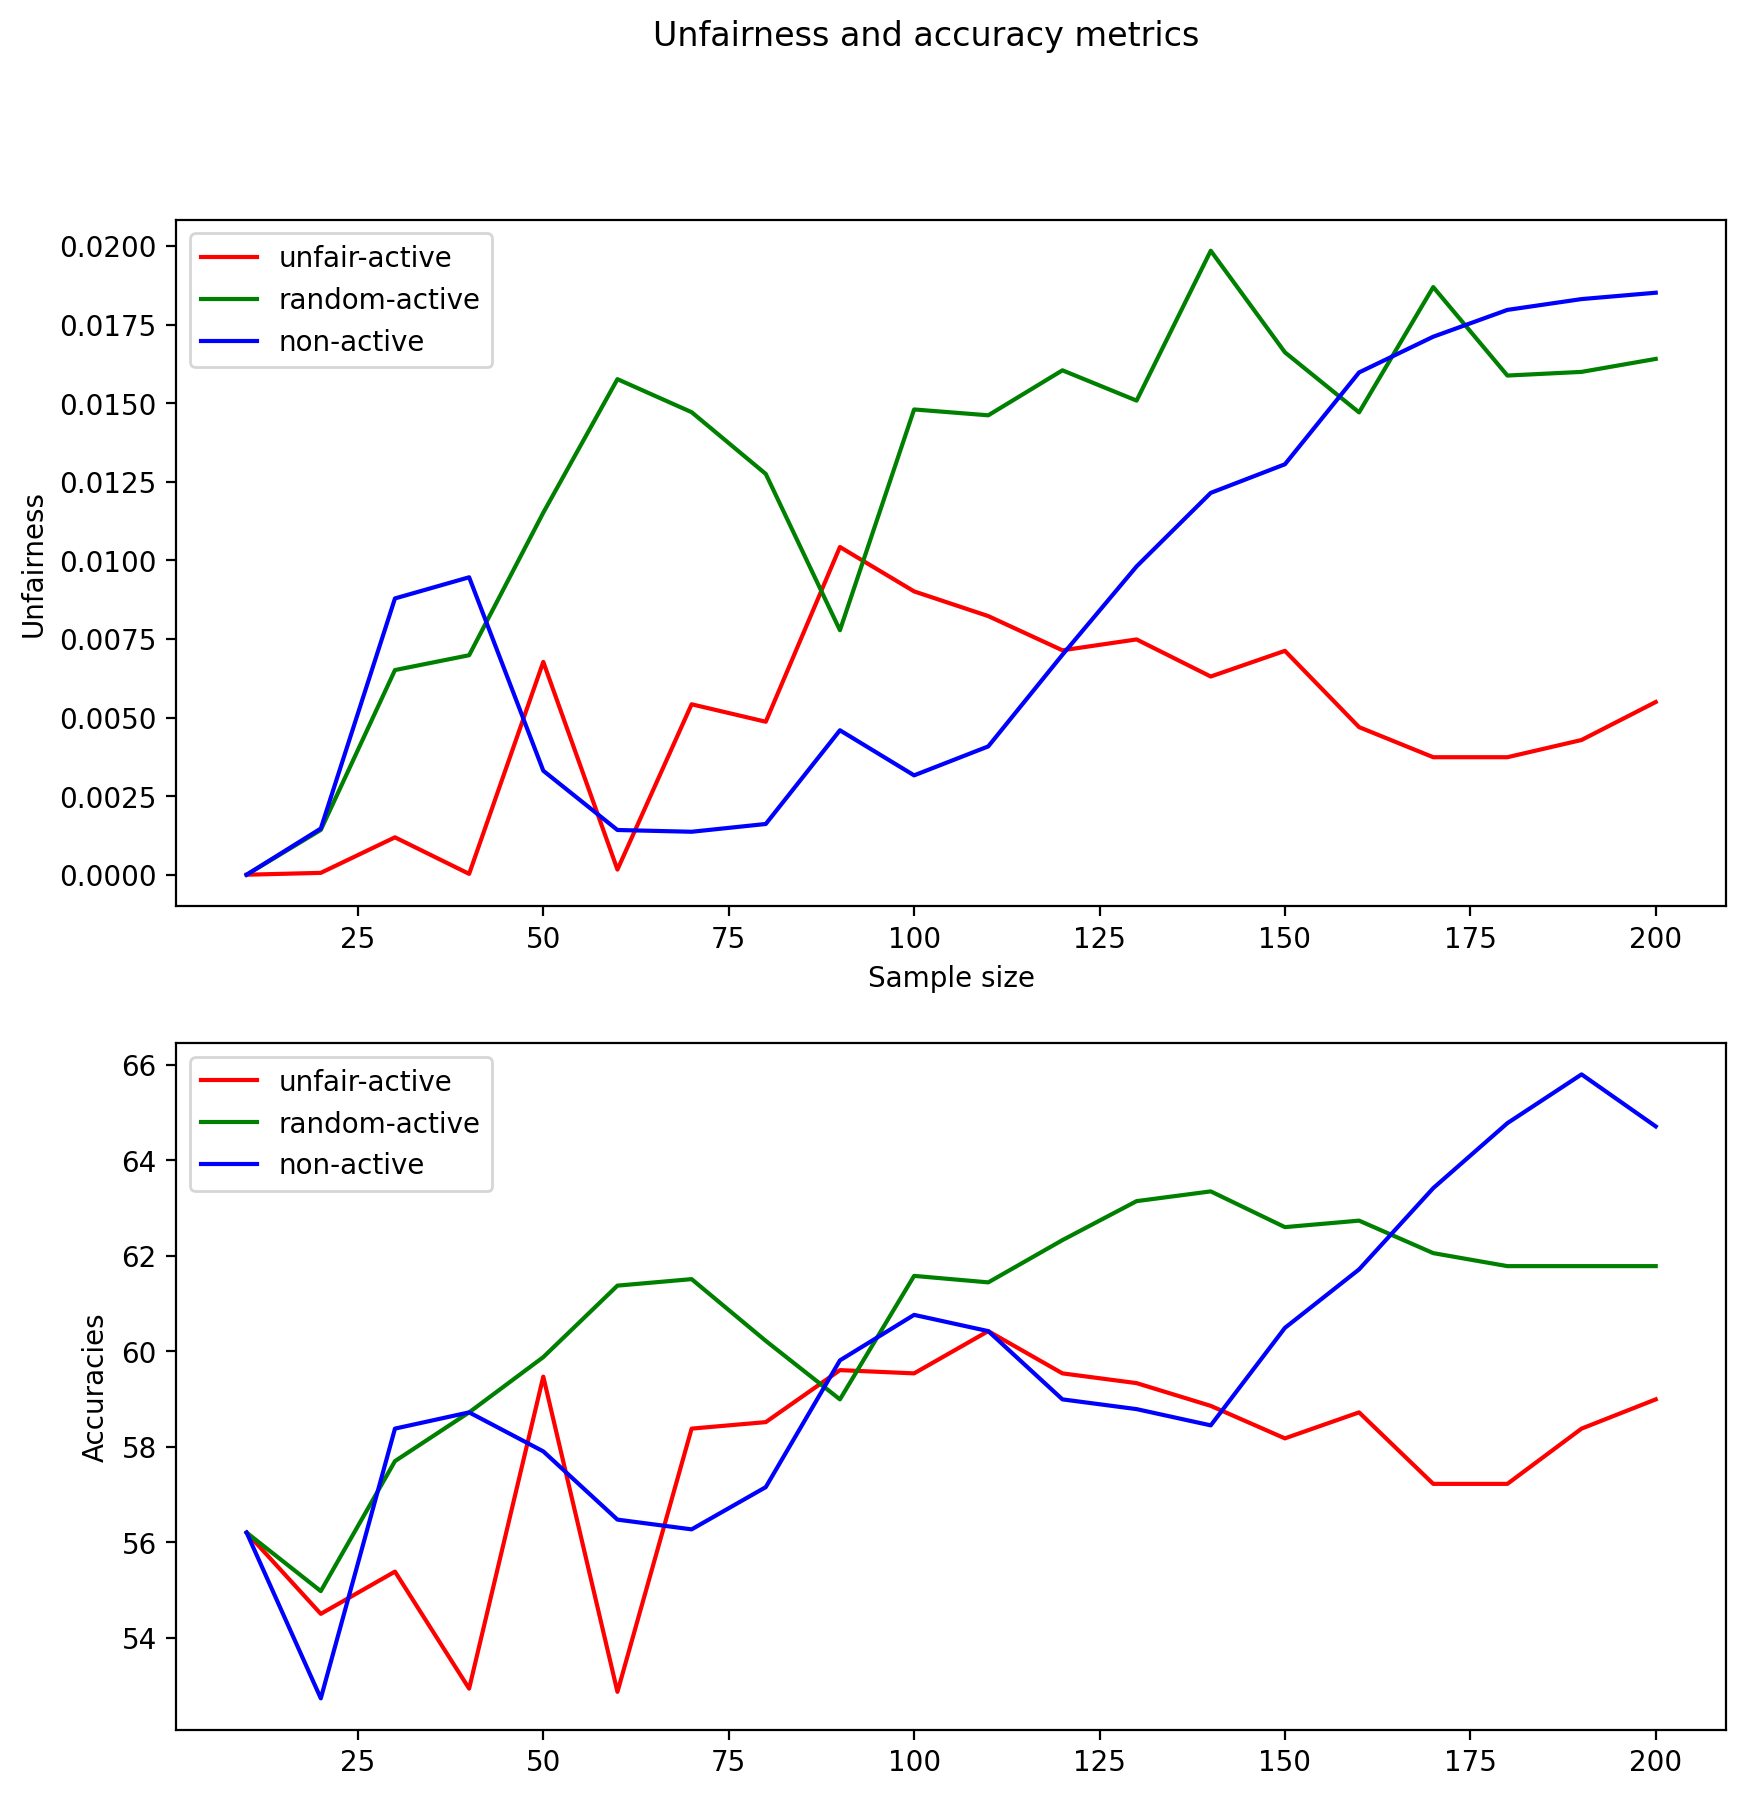 Unfairness and accuracy metrics
0.0200
0.0175
0.0150
0.0125
0.0100
0.0075
0.0050
0.0025
0.0000
Unfairness
unfair-active
random-active
non-active
25 50 75 100 125 150 175 200
Sample size
66
64
62
60
58
56
54
Accuracies
unfair-active
random-active
non-active
25 50 75 100 125 150 175 200